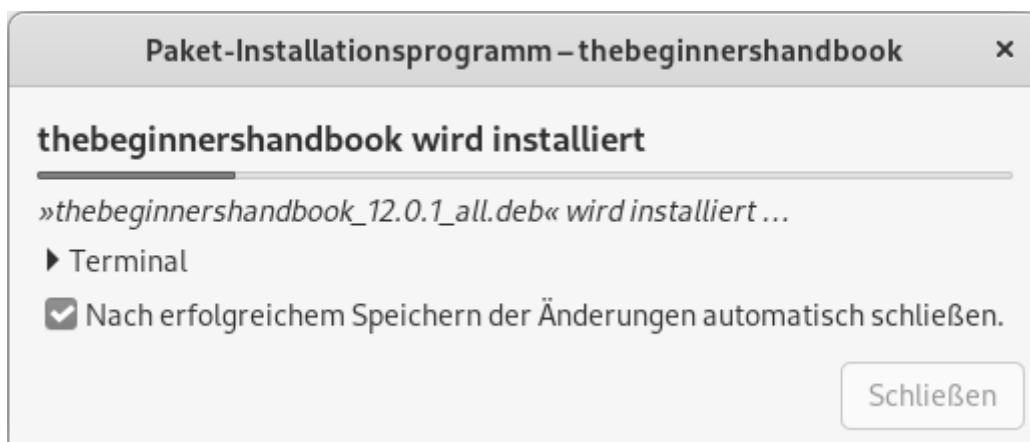 Paket-Installationsprogramm – thebeginnershandbook ×
thebeginnershandbook wird installiert
»thebeginnershandbook_12.0.1_all.deb« wird installiert …
Terminal
Nach erfolgreichem Speichern der Änderungen automatisch schließen.
Schließen